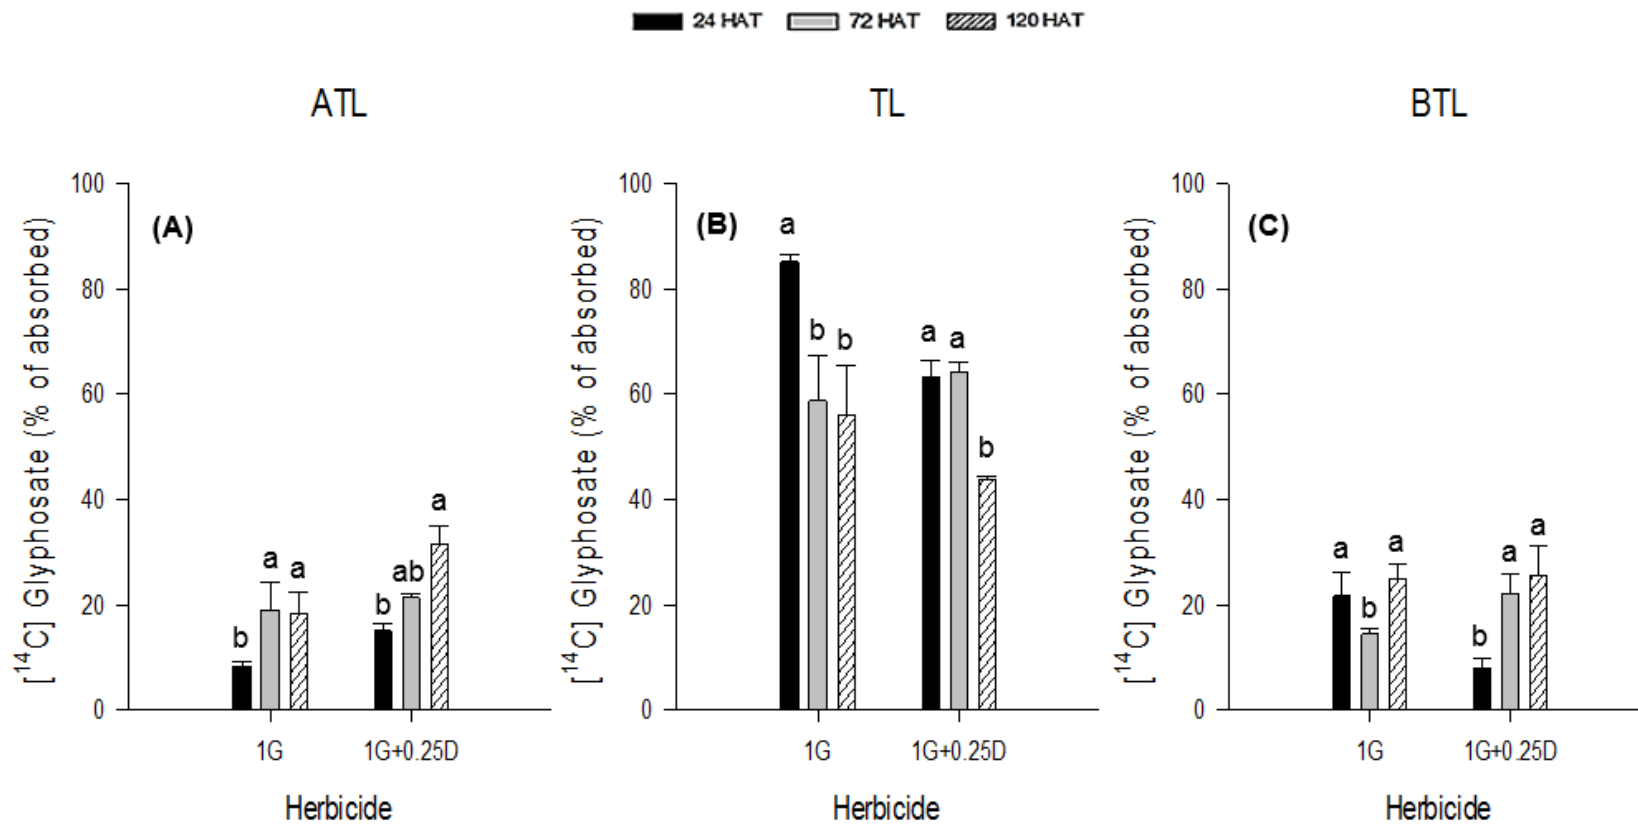 24 HAT 72 HAT 120 HAT
ATL
TL
BTL
[¹⁴C] Glyphosate (% of absorbed)
100
80
60
40
20
0
(A)
b
a
a
b
ab
a
1G
1G+0.25D
Herbicide
[¹⁴C] Glyphosate (% of absorbed)
100
80
60
40
20
0
(B)
a
b
b
a
a
b
1G
1G+0.25D
Herbicide
[¹⁴C] Glyphosate (% of absorbed)
100
80
60
40
20
0
(C)
a
b
a
b
a
a
1G
1G+0.25D
Herbicide